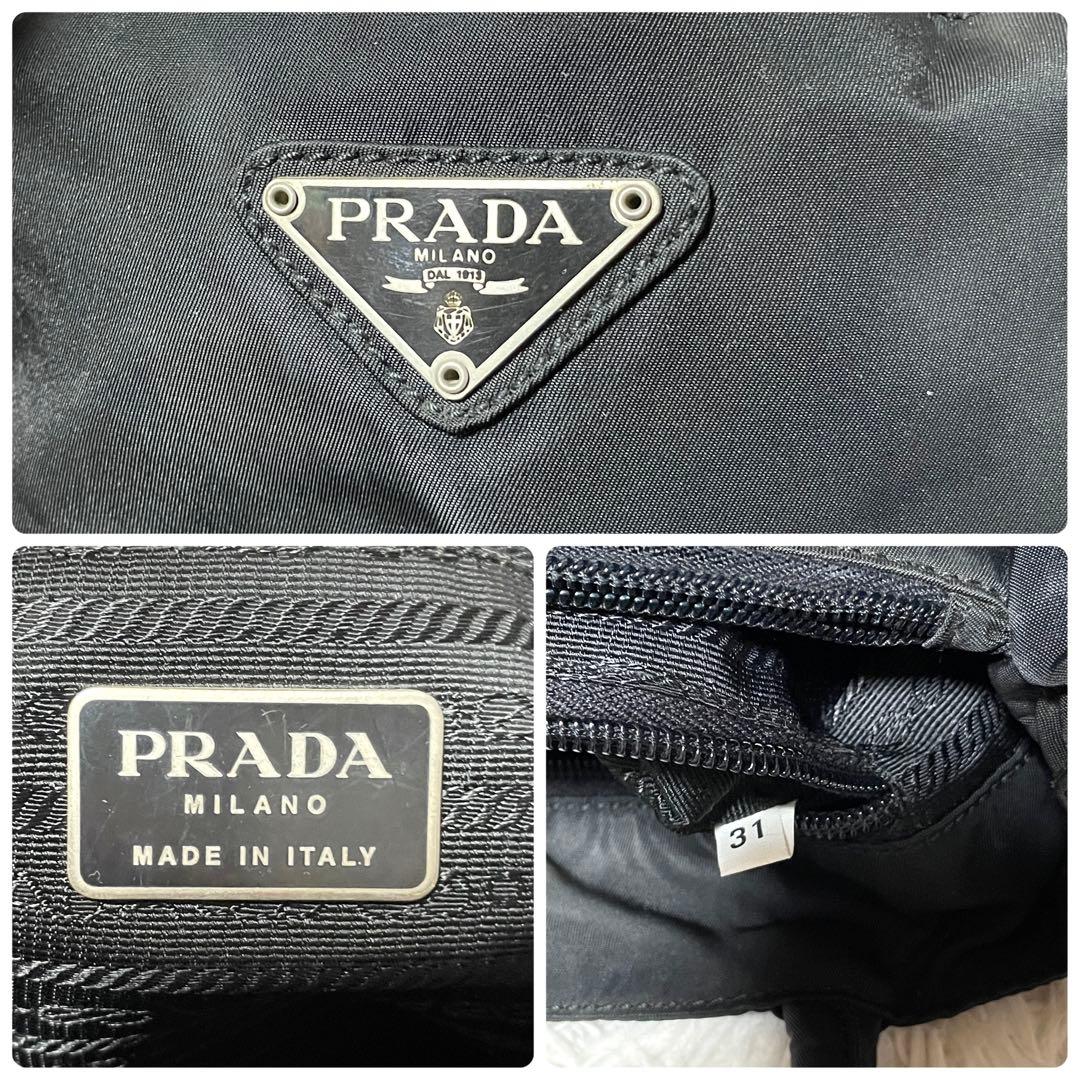 PRADA
MILANO
DAL 1913
PRADA
MILANO
MADE IN ITALY
31